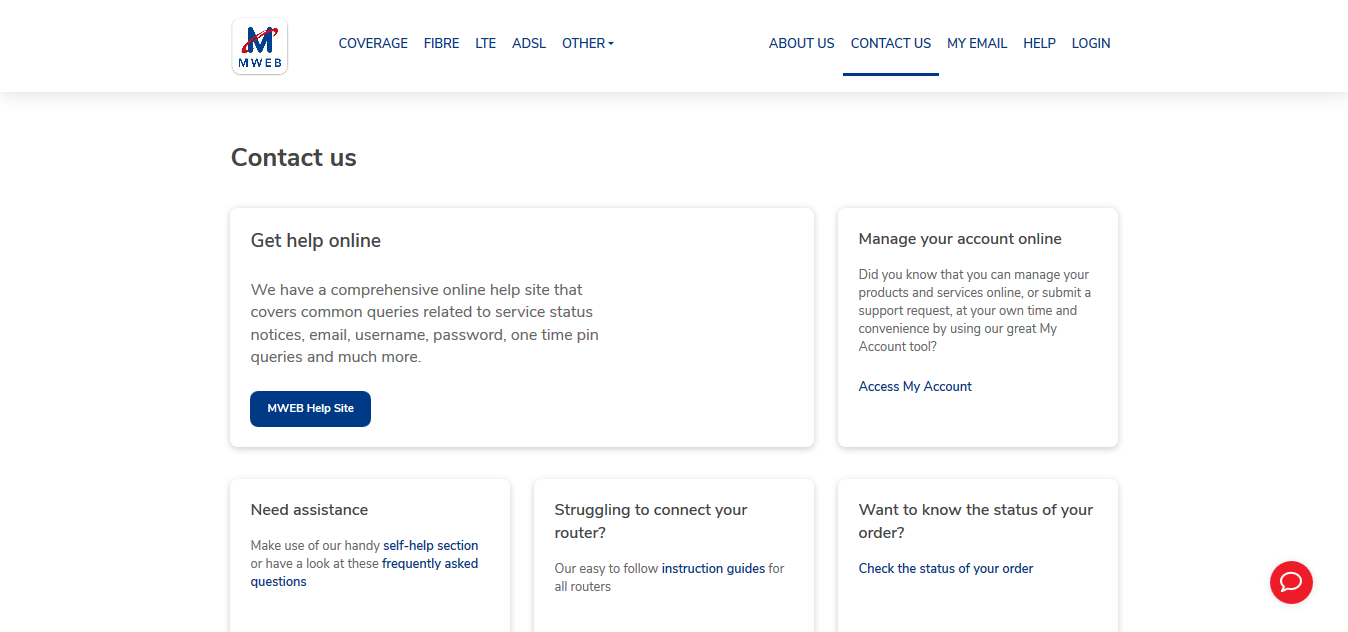 MWEB
COVERAGE FIBRE LTE ADSL OTHER
ABOUT US CONTACT US MY EMAIL HELP LOGIN
Contact us
Get help online
We have a comprehensive online help site that
covers common queries related to service status
notices, email, username, password, one time pin
queries and much more.
MWEB Help Site
Manage your account online
Did you know that you can manage your
products and services online, or submit a
support request, at your own time and
convenience by using our great My
Account tool?
Access My Account
Need assistance
Make use of our handy self-help section
or have a look at these frequently asked
questions
Struggling to connect your
router?
Our easy to follow instruction guides for
all routers
Want to know the status of your
order?
Check the status of your order